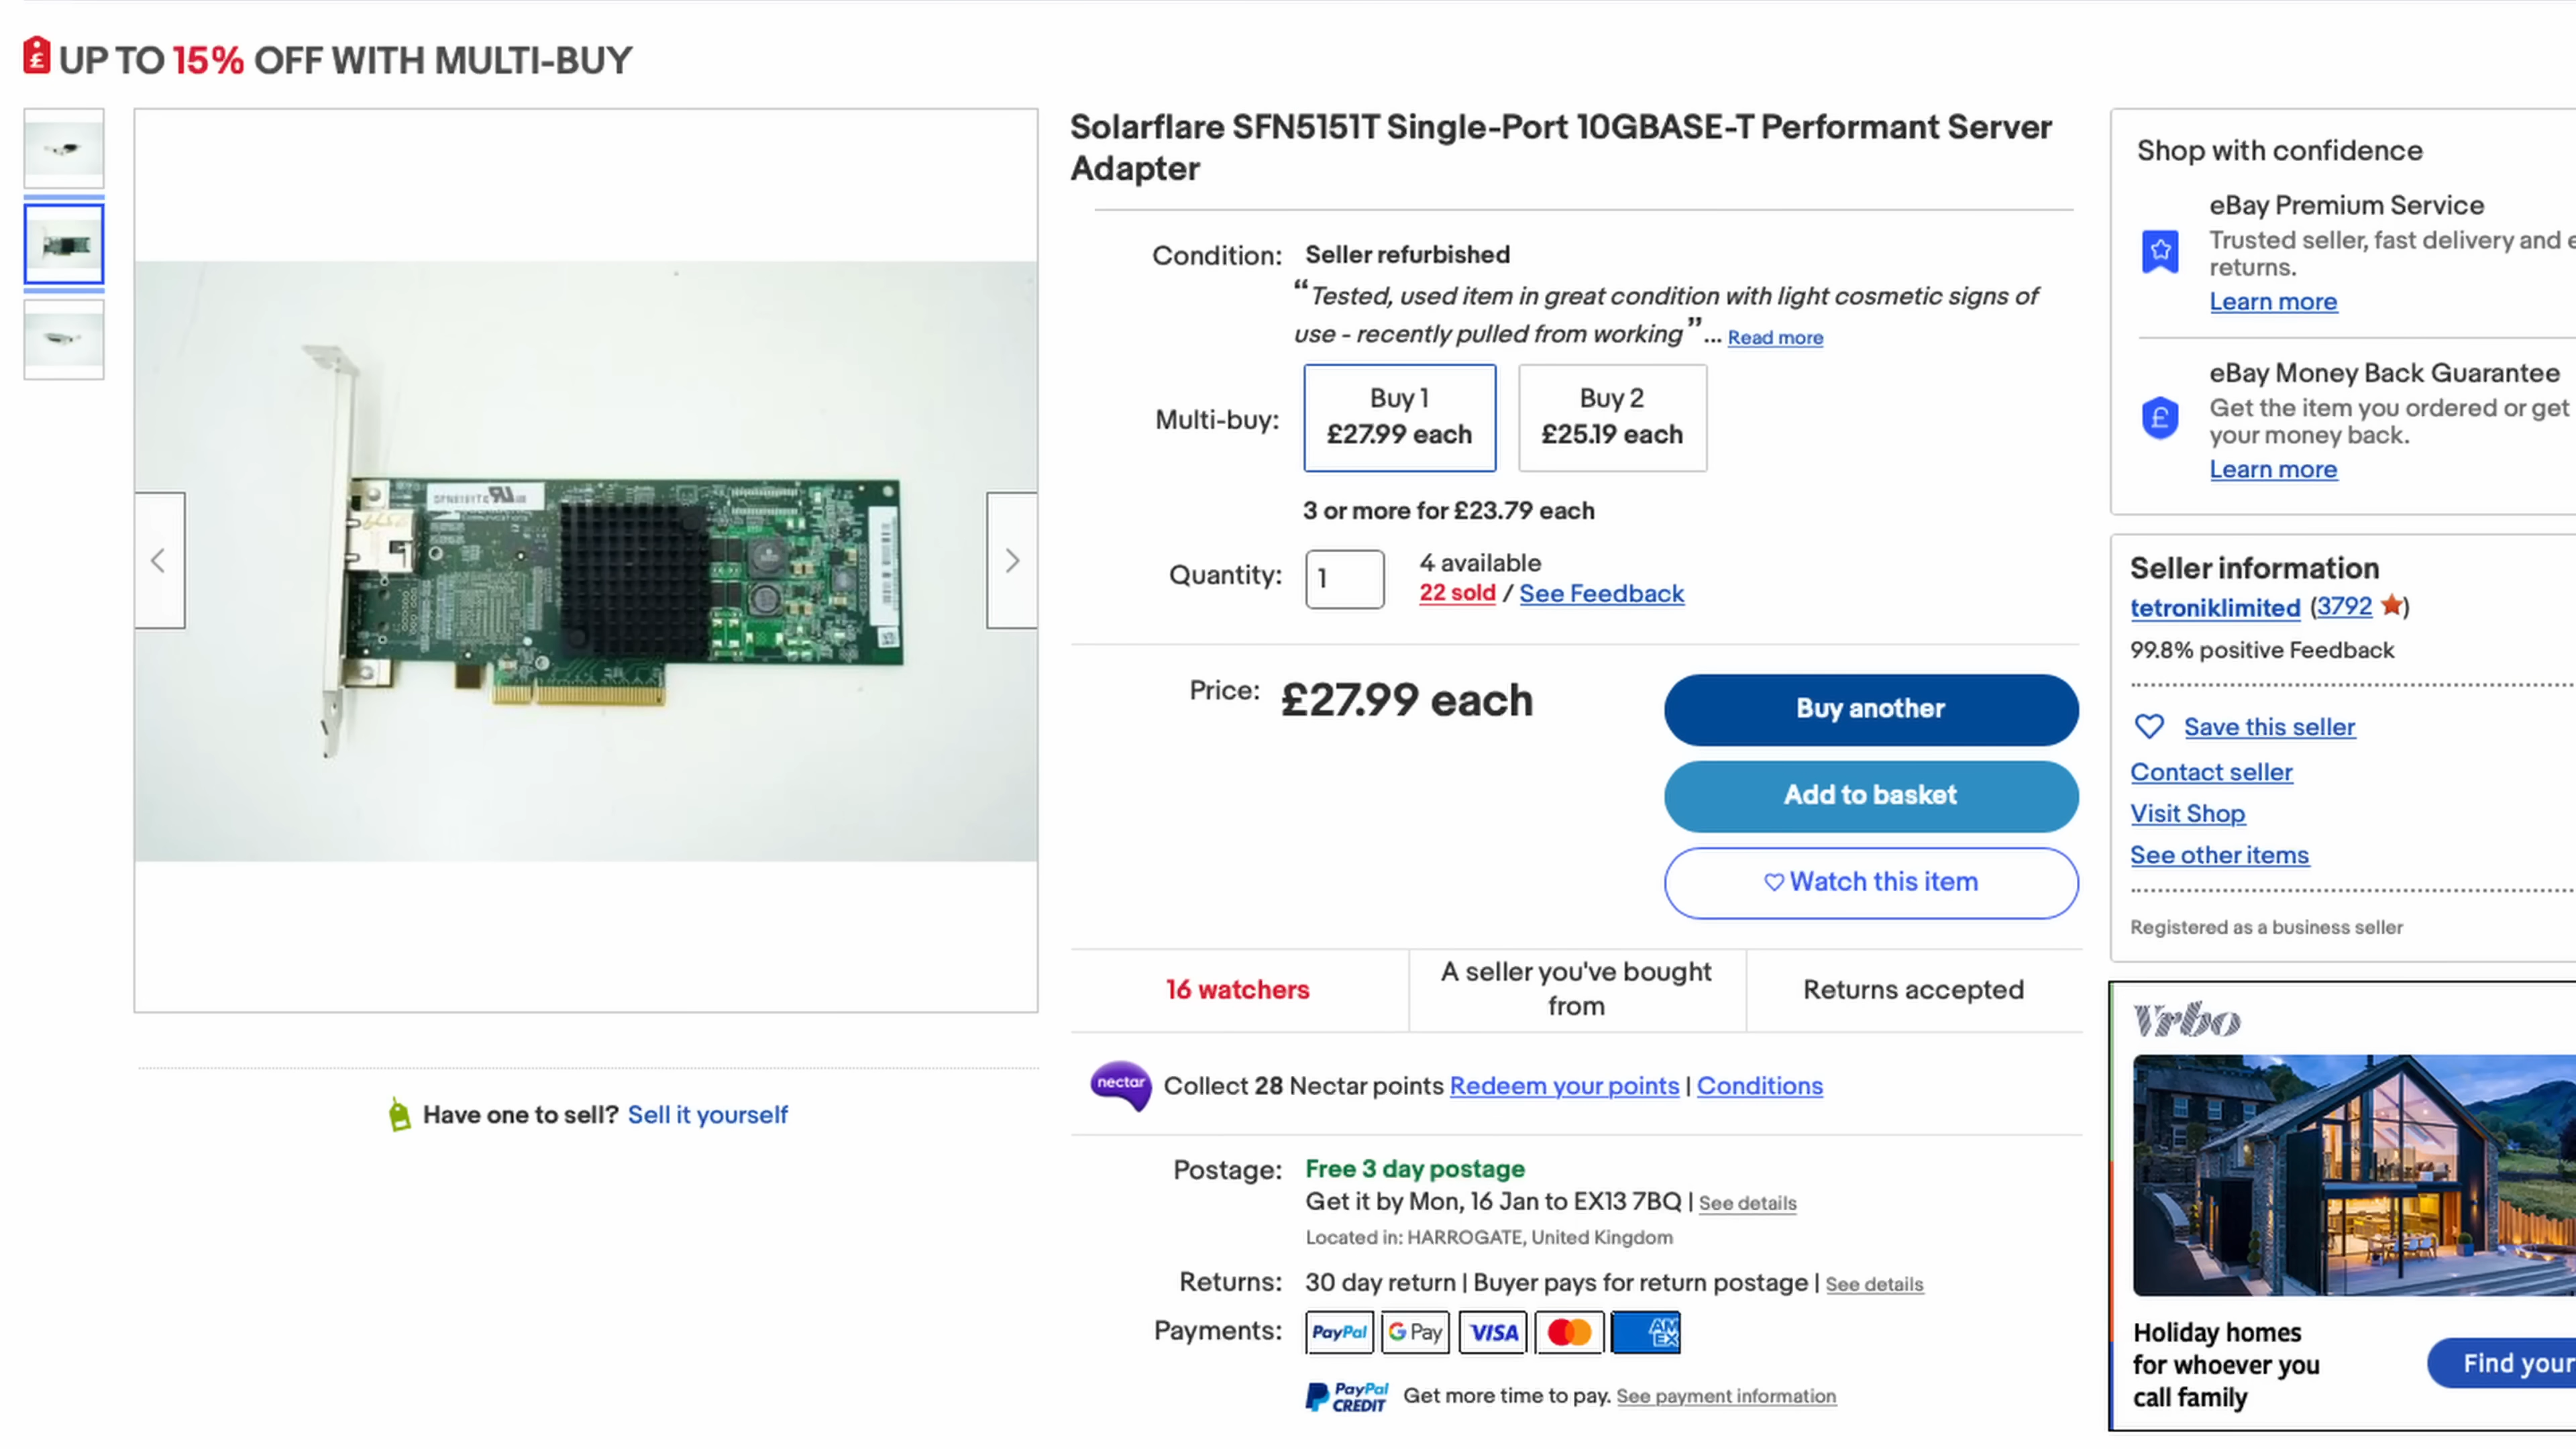 £ UP TO 15% OFF WITH MULTI-BUY
Solarflare SFN5151T Single-Port 10GBASE-T Performant Server
Adapter
Condition: Seller refurbished
“Tested, used item in great condition with light cosmetic signs of
use - recently pulled from working”... Read more
Multi-buy:
Buy 1
£27.99 each
Buy 2
£25.19 each
3 or more for £23.79 each
Quantity: 1
4 available
22 sold / See Feedback
Price: £27.99 each
Buy another
Add to basket
Watch this item
16 watchers
A seller you've bought
from
Returns accepted
nectar Collect 28 Nectar points Redeem your points | Conditions
Postage: Free 3 day postage
Get it by Mon, 16 Jan to EX13 7BQ | See details
Located in: HARROGATE, United Kingdom
Returns: 30 day return | Buyer pays for return postage | See details
Payments: PayPal G Pay VISA AM
EX
PayPal
CREDIT Get more time to pay. See payment information
Have one to sell? Sell it yourself
Shop with confidence
eBay Premium Service
Trusted seller, fast delivery and e
returns.
Learn more
eBay Money Back Guarantee
£ Get the item you ordered or get
your money back.
Learn more
Seller information
tetroniklimited (3792)
99.8% positive Feedback
Save this seller
Contact seller
Visit Shop
See other items
Registered as a business seller
Vrbo
Holiday homes
for whoever you
call family
Find your